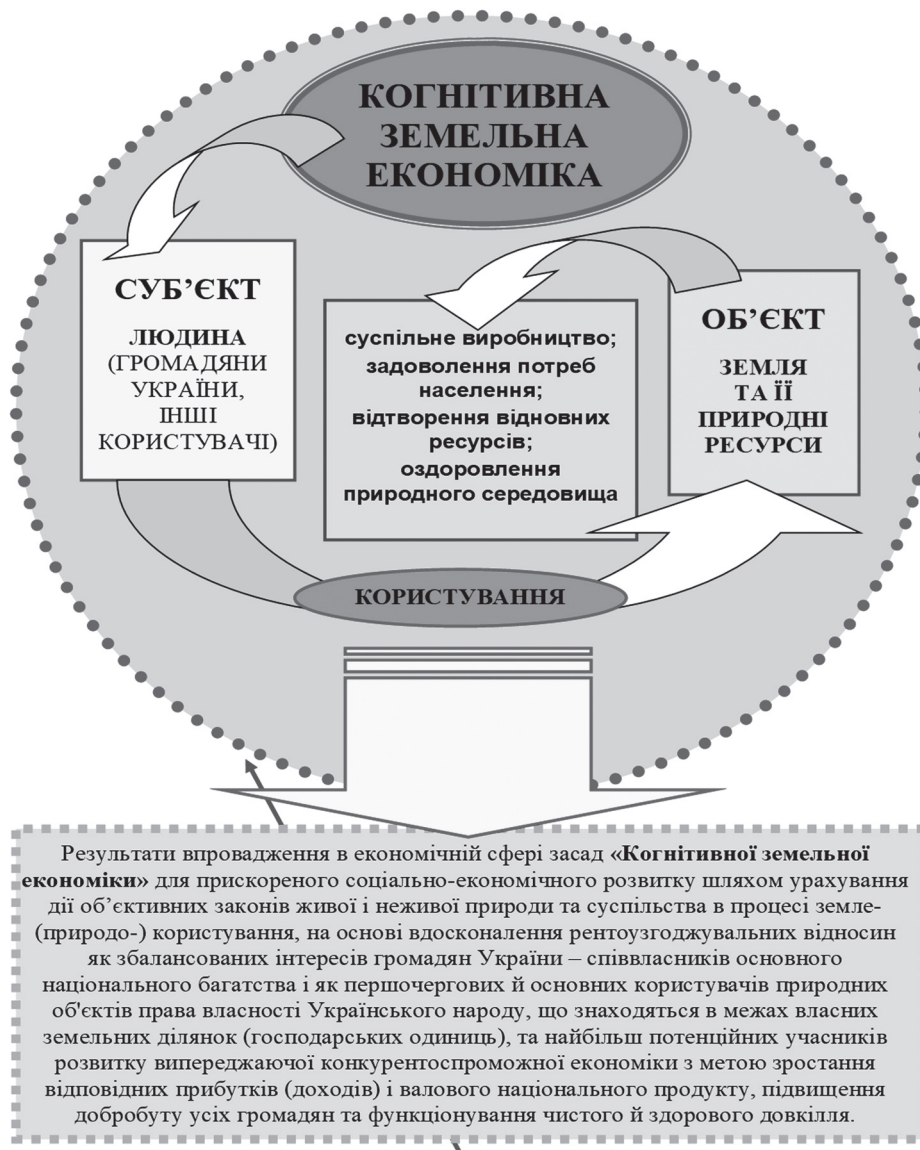 КОГНІТИВНА
ЗЕМЕЛЬНА
ЕКОНОМІКА
СУБ’ЄКТ
ЛЮДИНА
(ГРОМАДЯНИ
УКРАЇНИ,
ІНШІ
КОРИСТУВАЧІ)
суспільне виробництво;
задоволення потреб
населення;
відтворення відновних
ресурсів;
оздоровлення
природного середовища
ОБ’ЄКТ
ЗЕМЛЯ
ТА ЇЇ
ПРИРОДНІ
РЕСУРСИ
КОРИСТУВАННЯ
Результати впровадження в економічній сфері засад «Когнітивної земельної
економіки» для прискореного соціально-економічного розвитку шляхом урахування
дії об’єктивних законів живої і неживої природи та суспільства в процесі земле-
(природо-) користування, на основі вдосконалення рентоузгоджувальних відносин
як збалансованих інтересів громадян України – співвласників основного
національного багатства і як першочергових й основних користувачів природних
об'єктів права власності Українського народу, що знаходяться в межах власних
земельних ділянок (господарських одиниць), та найбільш потенційних учасників
розвитку випереджаючої конкурентоспроможної економіки з метою зростання
відповідних прибутків (доходів) і валового національного продукту, підвищення
добробуту усіх громадян та функціонування чистого й здорового довкілля.